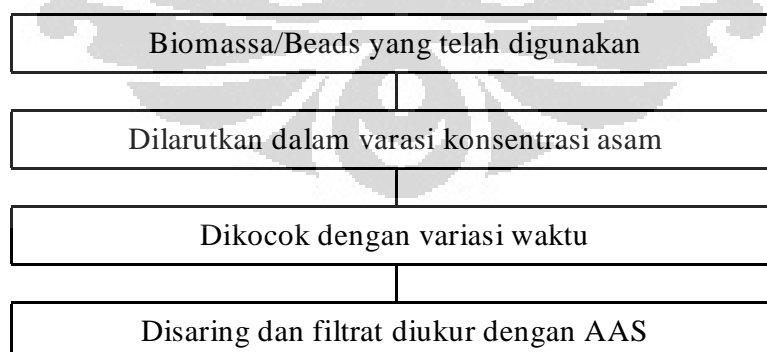 Biomassa/Beads yang telah digunakan
Dilarutkan dalam varasi konsentrasi asam
Dikocok dengan variasi waktu
Disaring dan filtrat diukur dengan AAS